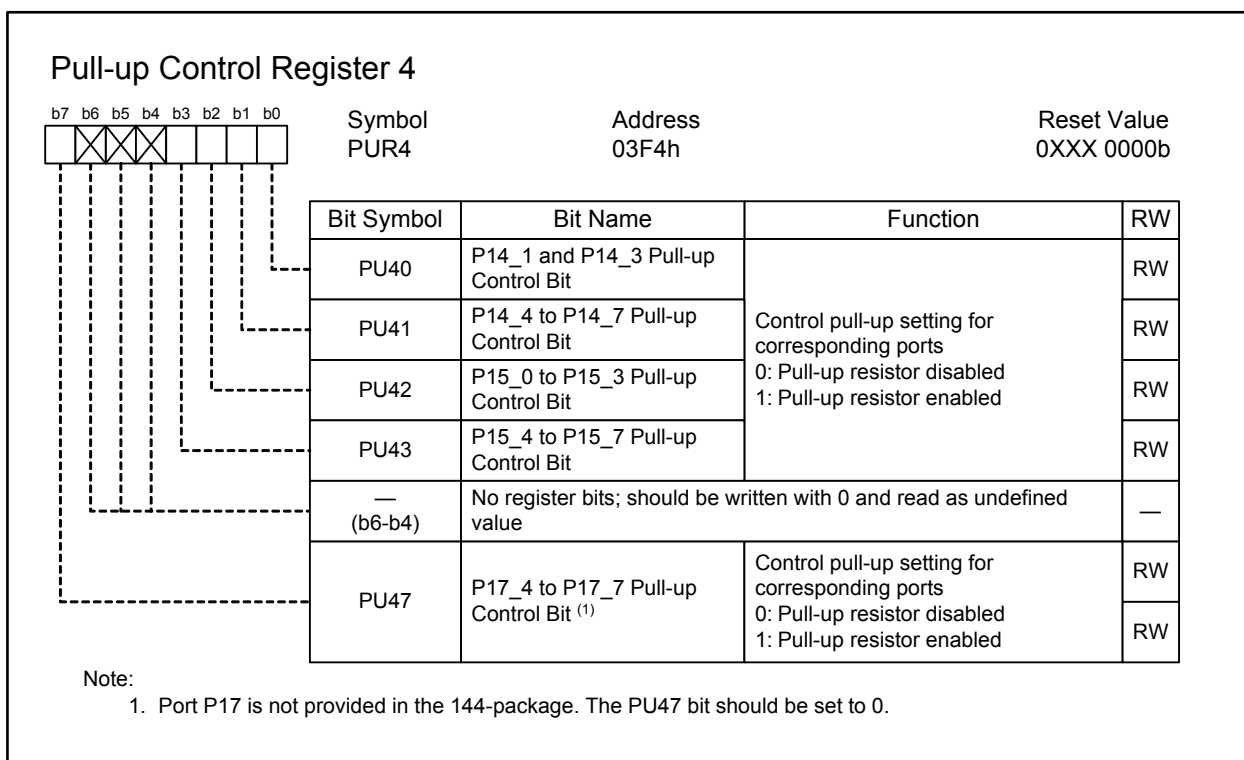 Pull-up Control Register 4
b7 b6 b5 b4 b3 b2 b1 b0
Symbol Address Reset Value
PUR4 03F4h 0XXX 0000b
Bit Symbol Bit Name Function RW
PU40
P14_1 and P14_3 Pull-up
Control Bit
Control pull-up setting for
corresponding ports
0: Pull-up resistor disabled
1: Pull-up resistor enabled
RW
PU41
P14_4 to P14_7 Pull-up
Control Bit
RW
PU42
P15_0 to P15_3 Pull-up
Control Bit
RW
PU43
P15_4 to P15_7 Pull-up
Control Bit
RW
—
(b6-b4)
No register bits; should be written with 0 and read as undefined
value
—
PU47
P17_4 to P17_7 Pull-up
Control Bit (1)
Control pull-up setting for
corresponding ports
0: Pull-up resistor disabled
1: Pull-up resistor enabled
RW
RW
Note:
1. Port P17 is not provided in the 144-package. The PU47 bit should be set to 0.